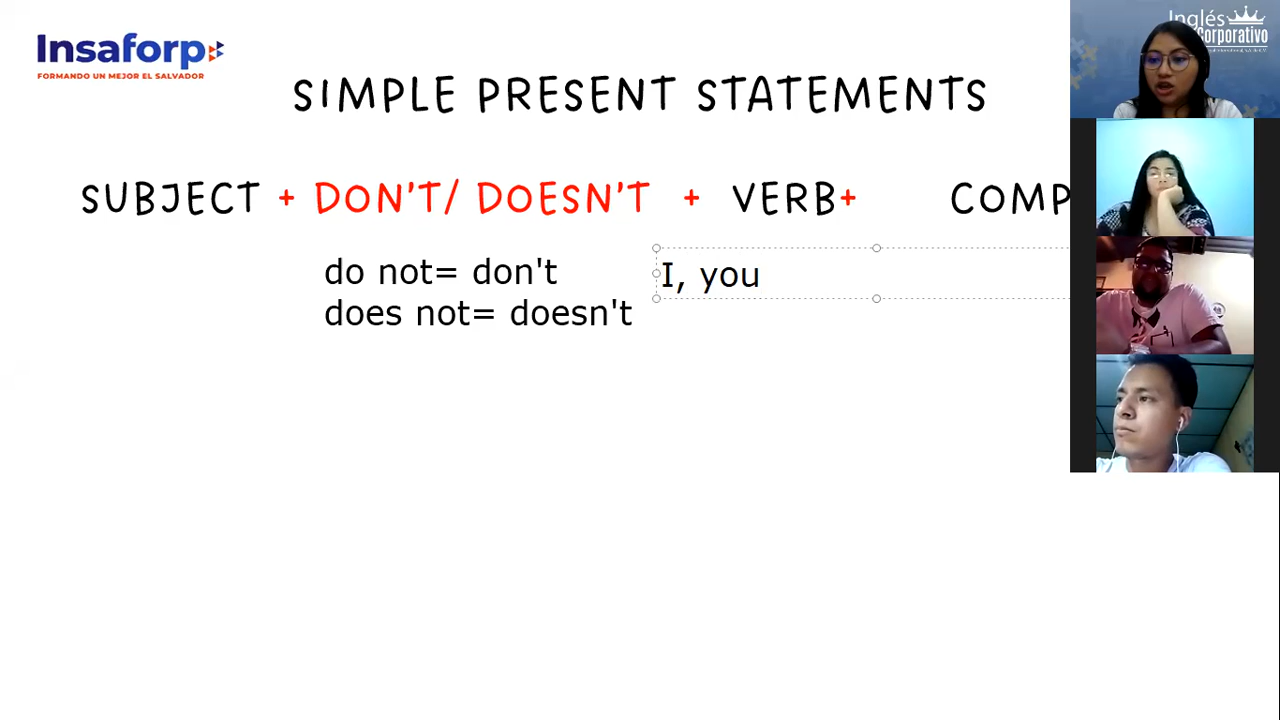 Insaforp
FORMANDO UN MEJOR EL SALVADOR
Inglés
Corporativo
SIMPLE PRESENT STATEMENTS
SUBJECT + DON'T/ DOESN'T + VERB+ COMP
do not= don't
I, you
does not= doesn't